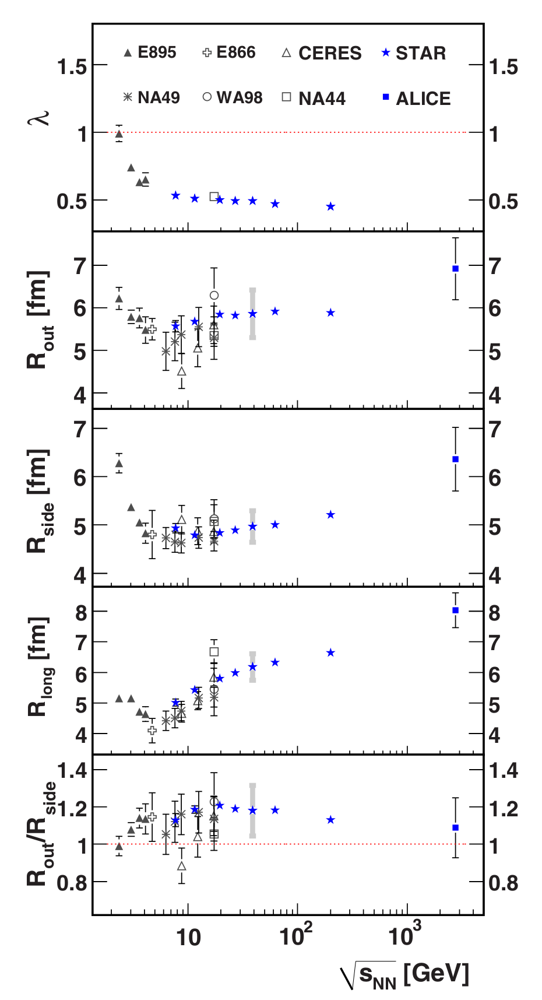 E895 E866 CERES STAR
NA49 WA98 NA44 ALICE
λ
1.5 1.5
1 1
0.5 0.5
R_out [fm]
7 7
6 6
5 5
4 4
R_side [fm]
7 7
6 6
5 5
4 4
R_long [fm]
8 8
7 7
6 6
5 5
4 4
R_out/R_side
1.4 1.4
1.2 1.2
1 1
0.8 0.8
10 10² 10³
√s_NN [GeV]